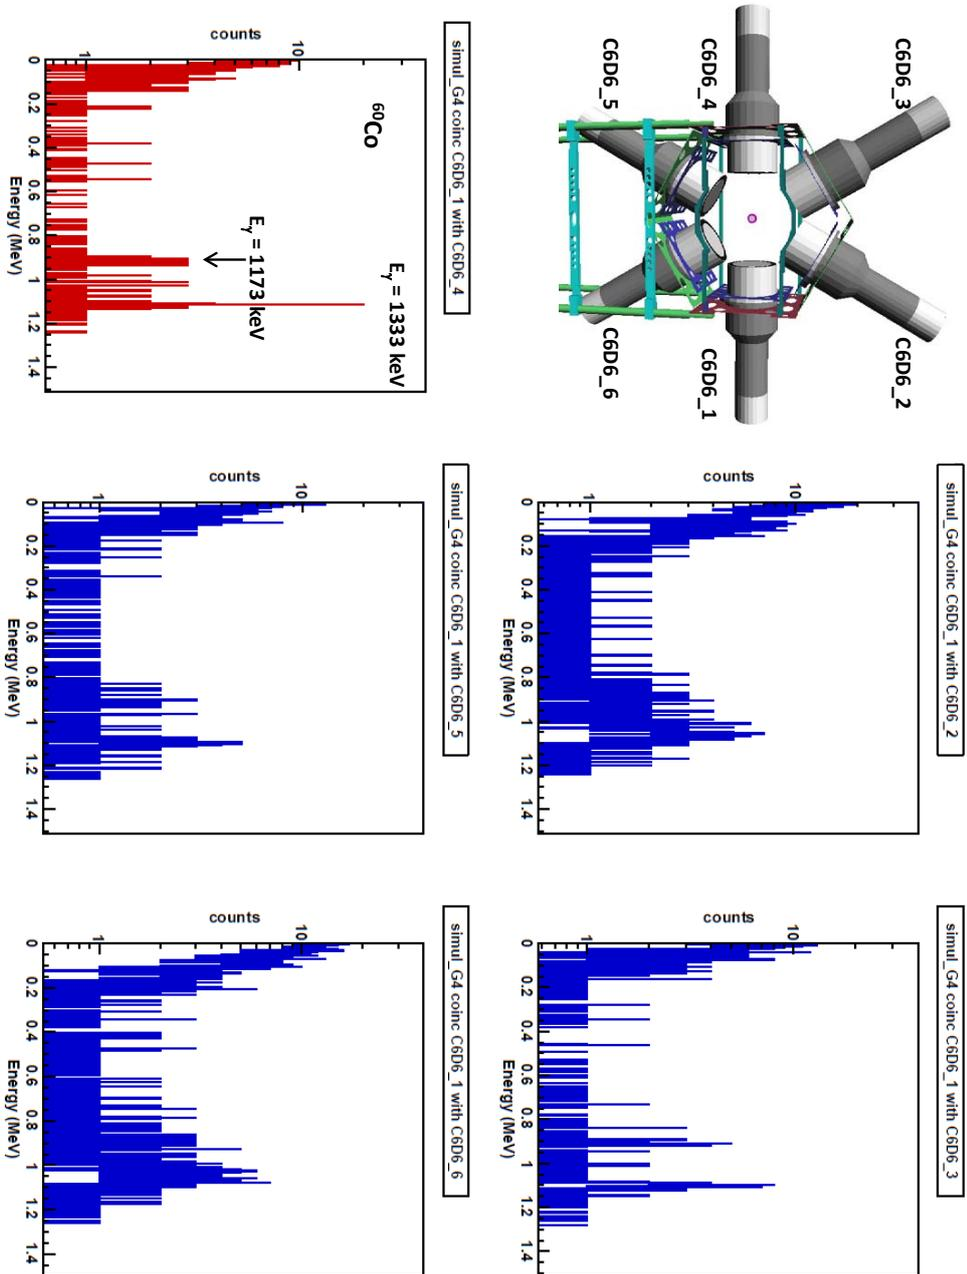 C6D6_3
C6D6_2
C6D6_4
C6D6_1
C6D6_5
C6D6_6
simul_G4 coinc C6D6_1 with C6D6_2
counts
10
1
0 0.2 0.4 0.6 0.8 1 1.2 1.4
Energy (MeV)
simul_G4 coinc C6D6_1 with C6D6_3
counts
10
1
0 0.2 0.4 0.6 0.8 1 1.2 1.4
Energy (MeV)
simul_G4 coinc C6D6_1 with C6D6_4
Eγ = 1333 keV
⁶⁰Co
Eγ = 1173 keV
counts
10
1
0 0.2 0.4 0.6 0.8 1 1.2 1.4
Energy (MeV)
simul_G4 coinc C6D6_1 with C6D6_5
counts
10
1
0 0.2 0.4 0.6 0.8 1 1.2 1.4
Energy (MeV)
simul_G4 coinc C6D6_1 with C6D6_6
counts
10
1
0 0.2 0.4 0.6 0.8 1 1.2 1.4
Energy (MeV)